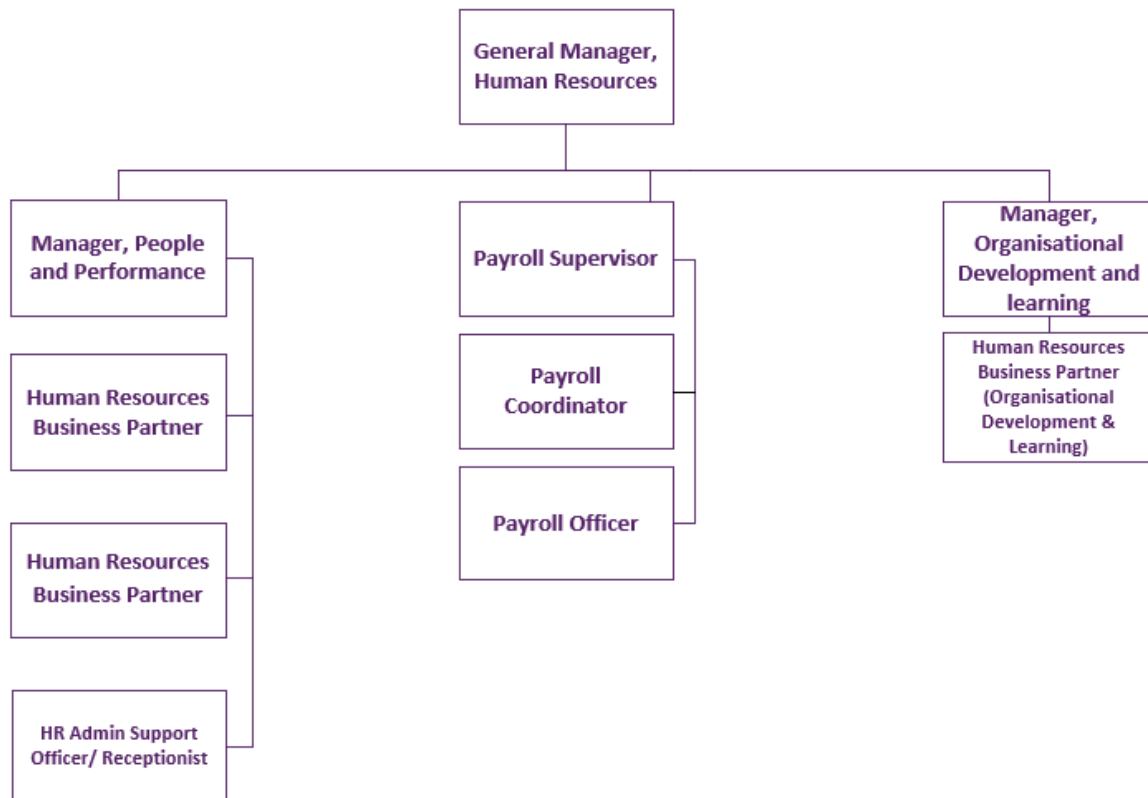 General Manager,
Human Resources
Manager, People
and Performance
Human Resources
Business Partner
Human Resources
Business Partner
HR Admin Support
Officer/ Receptionist
Payroll Supervisor
Payroll
Coordinator
Payroll Officer
Manager,
Organisational
Development and
learning
Human Resources
Business Partner
(Organisational
Development &
Learning)